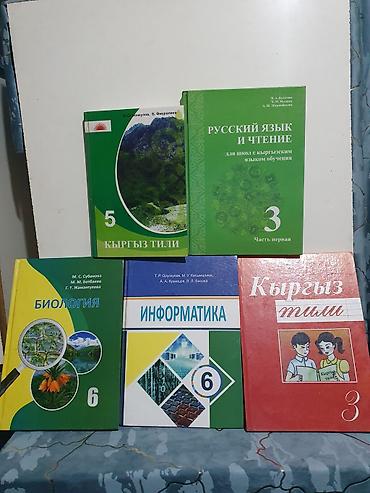 5
КЫРГЫЗ ТИЛИ
РУССКИЙ ЯЗЫК
И ЧТЕНИЕ
для школ с кыргызским
языком обучения
3
Часть первая
М. С. Субанова
М. М. Ботбаева
БИОЛОГИЯ
6
ИНФОРМАТИКА
6
Кыргыз
тили
3